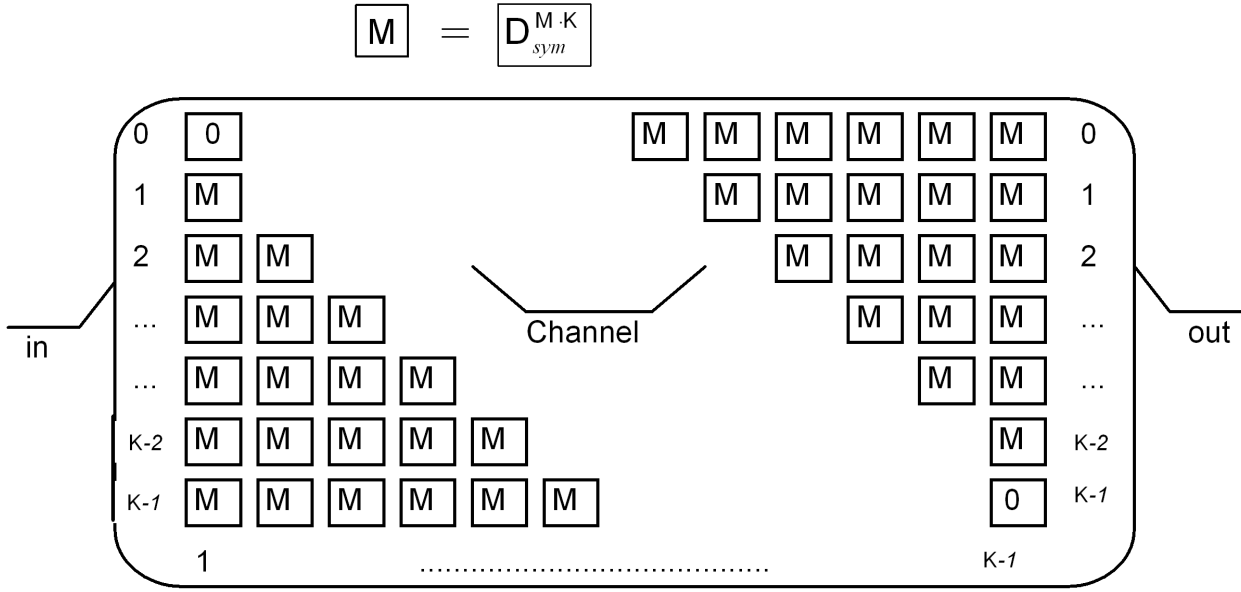 M = D sym M·K
0 0 M M M M M M 0
1 M M M M M M 1
2 M M M M M M 2
... M M M M M M ...
in Channel out
... M M M M M M ...
K-2 M M M M M M K-2
K-1 M M M M M M 0 K-1
1 ......................................... K-1